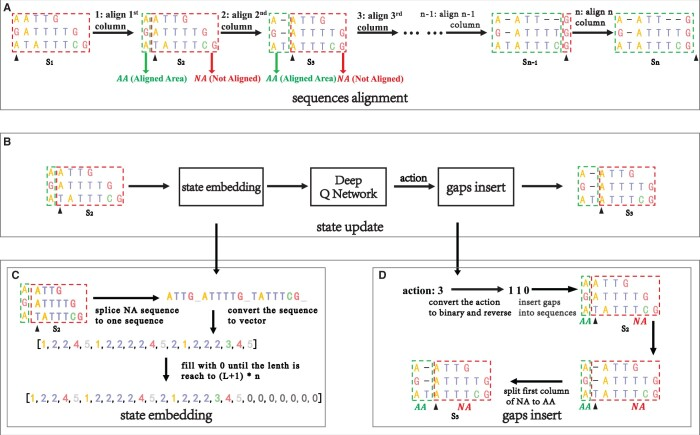 A
1: align 1st
column
2: align 2nd
column
3: align 3rd
column
n-1: align n-1
column
n: align n
column
A A T T G
G A T T T T G
A T A T T T C G
S1
A A T T G
G A T T T T G
A T A T T T C G
S2
A – A T T G
G – A T T T T G
A T A T T T C G
S3
... ...
A – A T T – – G
G – A T T T T G
A T A T T T C G
Sn-1
A – A T T – – G
G – A T T T T G
A T A T T T C G
Sn
AA (Aligned Area)
NA (Not Aligned)
AA (Aligned Area)
NA (Not Aligned)
sequences alignment
B
A A T T G
G A T T T T G
A T A T T T C G
S2
state embedding
Deep
Q Network
action
gaps insert
A – A T T G
G – A T T T T G
A T A T T T C G
S3
state update
C
A A T T G
G A T T T T G
A T A T T T C G
S2
splice NA sequence
to one sequence
ATTG_ATTTTG_TATTTCG_
convert the sequence
to vector
[1,2,2,4,5,1,2,2,2,2,4,5,2,1,2,2,2,3,4,5]
fill with 0 until the lenth is
reach to (L+1) * n
[1,2,2,4,5,1,2,2,2,2,4,5,2,1,2,2,2,3,4,5,0,0,0,0,0,0,0]
state embedding
D
action: 3
convert the action
to binary and reverse
1 1 0
insert gaps
into sequences
A A T T G
G A T T T T G
A T A T T T C G
AA
S2
NA
A – A T T G
G – A T T T T G
A T A T T T C G
AA
NA
split first column
of NA to AA
A – A T T G
G – A T T T T G
A T A T T T C G
AA
S3
NA
gaps insert